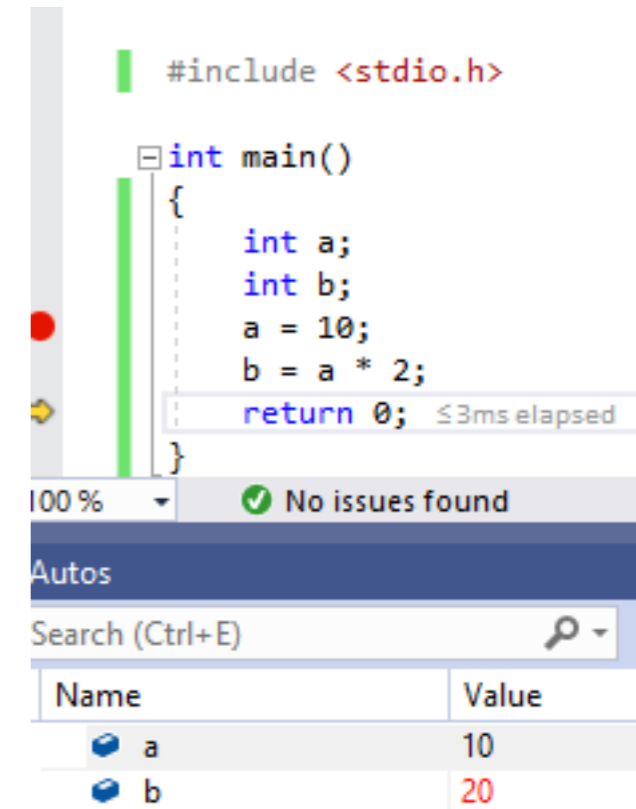 #include <stdio.h>
int main()
{
int a;
int b;
a = 10;
b = a * 2;
return 0; ≤3ms elapsed
}
100 % No issues found
Autos
Search (Ctrl+E)
Name Value
a 10
b 20